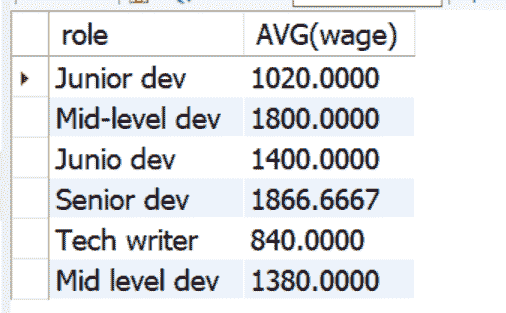 role AVG(wage)
Junior dev 1020.0000
Mid-level dev 1800.0000
Junio dev 1400.0000
Senior dev 1866.6667
Tech writer 840.0000
Mid level dev 1380.0000